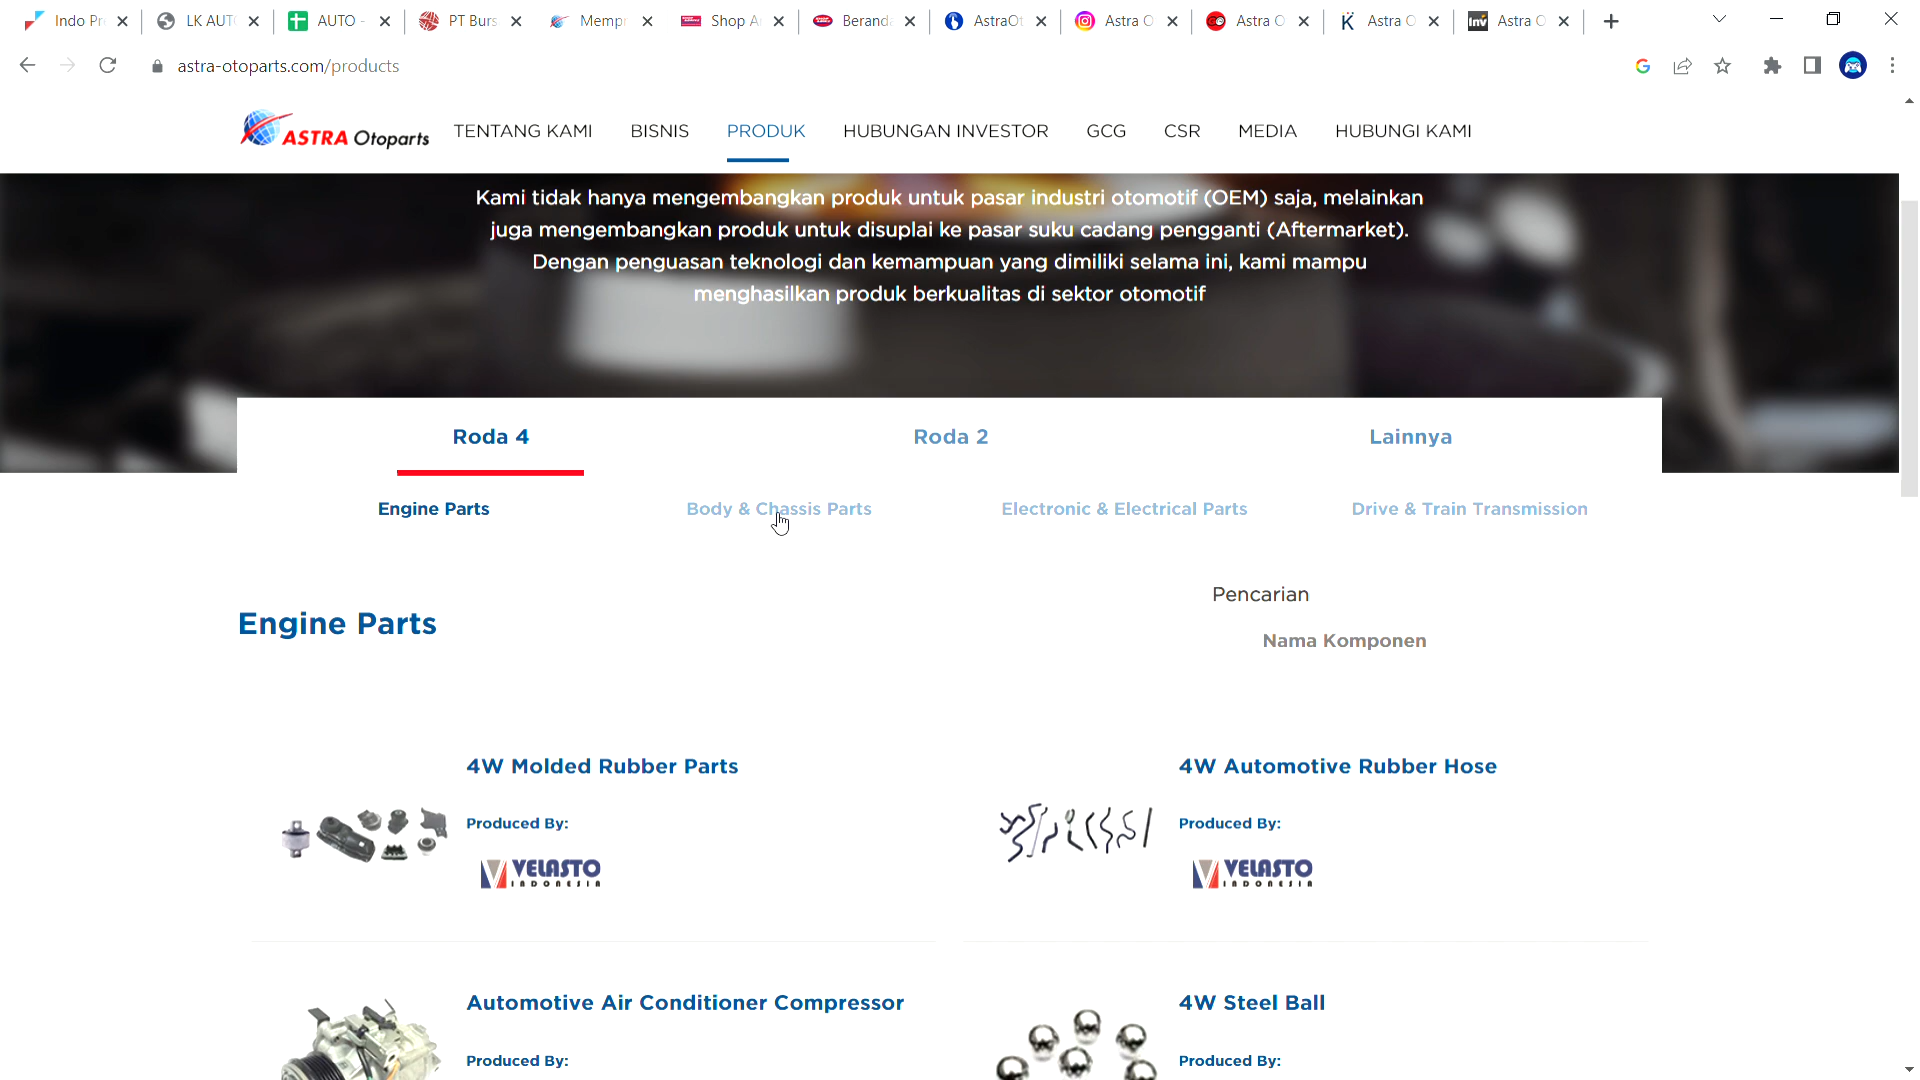 Indo Pr
LK AUT
AUTO -
PT Burs
Mempr
Shop A
Beranda
AstraOt
Astra O
Astra O
Astra O
Astra O
astra-otoparts.com/products
ASTRA Otoparts
TENTANG KAMI
BISNIS
PRODUK
HUBUNGAN INVESTOR
GCG
CSR
MEDIA
HUBUNGI KAMI
Kami tidak hanya mengembangkan produk untuk pasar industri otomotif (OEM) saja, melainkan
juga mengembangkan produk untuk disuplai ke pasar suku cadang pengganti (Aftermarket).
Dengan penguasan teknologi dan kemampuan yang dimiliki selama ini, kami mampu
menghasilkan produk berkualitas di sektor otomotif
Roda 4
Roda 2
Lainnya
Engine Parts
Body & Chassis Parts
Electronic & Electrical Parts
Drive & Train Transmission
Engine Parts
Pencarian
Nama Komponen
4W Molded Rubber Parts
Produced By:
VELASTO
INDONESIA
4W Automotive Rubber Hose
Produced By:
VELASTO
INDONESIA
Automotive Air Conditioner Compressor
Produced By:
4W Steel Ball
Produced By: